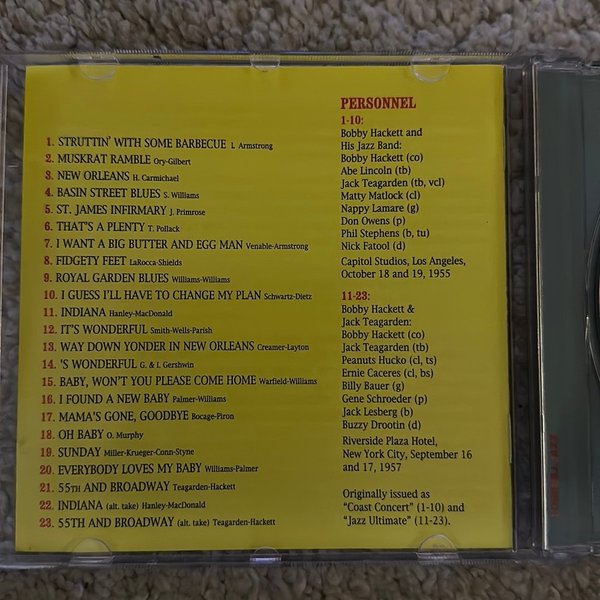 1. STRUTTIN' WITH SOME BARBECUE L. Armstrong
2. MUSKRAT RAMBLE Ory-Gilbert
3. NEW ORLEANS H. Carmichael
4. BASIN STREET BLUES S. Williams
5. ST. JAMES INFIRMARY J. Primrose
6. THAT'S A PLENTY T. Pollack
7. I WANT A BIG BUTTER AND EGG MAN Venable-Armstrong
8. FIDGETY FEET LaRocca-Shields
9. ROYAL GARDEN BLUES Williams-Williams
10. I GUESS I'LL HAVE TO CHANGE MY PLAN Schwartz-Dietz
11. INDIANA Hanley-MacDonald
12. IT'S WONDERFUL Smith-Wells-Parish
13. WAY DOWN YONDER IN NEW ORLEANS Creamer-Layton
14. 'S WONDERFUL G. & I. Gershwin
15. BABY, WON'T YOU PLEASE COME HOME Warfield-Williams
16. I FOUND A NEW BABY Palmer-Williams
17. MAMA'S GONE, GOODBYE Bocage-Piron
18. OH BABY O. Murphy
19. SUNDAY Miller-Krueger-Conn-Styne
20. EVERYBODY LOVES MY BABY Williams-Palmer
21. 55TH AND BROADWAY Teagarden-Hackett
22. INDIANA (alt. take) Hanley-MacDonald
23. 55TH AND BROADWAY (alt. take) Teagarden-Hackett
PERSONNEL
1-10:
Bobby Hackett and
His Jazz Band:
Bobby Hackett (co)
Abe Lincoln (tb)
Jack Teagarden (tb, vcl)
Matty Matlock (cl)
Nappy Lamare (g)
Don Owens (p)
Phil Stephens (b, tu)
Nick Fatool (d)
Capitol Studios, Los Angeles,
October 18 and 19, 1955
11-23:
Bobby Hackett &
Jack Teagarden:
Bobby Hackett (co)
Jack Teagarden (tb)
Peanuts Hucko (cl, ts)
Ernie Caceres (cl, bs)
Billy Bauer (g)
Gene Schroeder (p)
Jack Lesberg (b)
Buzzy Drootin (d)
Riverside Plaza Hotel,
New York City, September 16
and 17, 1957
Originally issued as
"Coast Concert" (1-10) and
"Jazz Ultimate" (11-23).